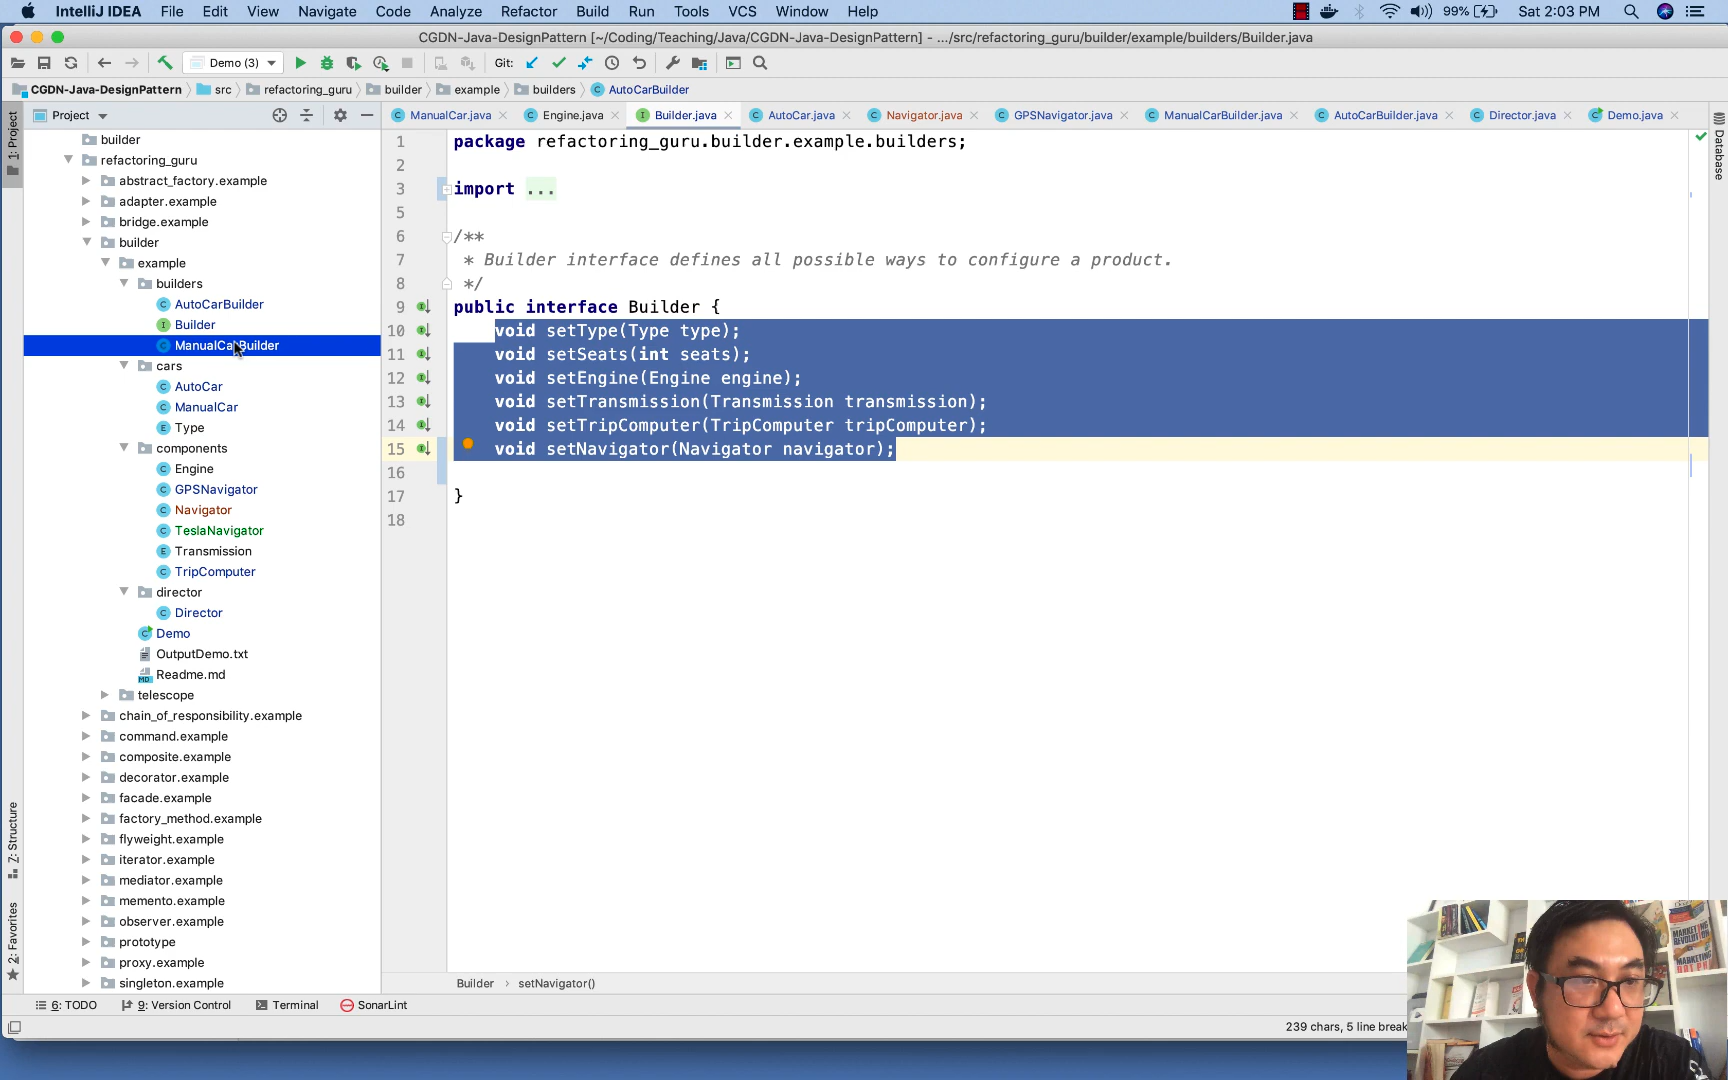 IntelliJ IDEA File Edit View Navigate Code Analyze Refactor Build Run Tools VCS Window Help 99% Sat 2:03 PM
CGDN-Java-DesignPattern [~/Coding/Teaching/Java/CGDN-Java-DesignPattern] - .../src/refactoring_guru/builder/example/builders/Builder.java
Demo (3) Git:
CGDN-Java-DesignPattern src refactoring_guru builder example builders AutoCarBuilder
Project ManualCar.java Engine.java Builder.java AutoCar.java Navigator.java GPSNavigator.java ManualCarBuilder.java AutoCarBuilder.java Director.java Demo.java
1: Project
Z: Structure
2: Favorites
Database
builder
refactoring_guru
abstract_factory.example
adapter.example
bridge.example
builder
example
builders
AutoCarBuilder
Builder
ManualCarBuilder
cars
AutoCar
ManualCar
Type
components
Engine
GPSNavigator
Navigator
TeslaNavigator
Transmission
TripComputer
director
Director
Demo
OutputDemo.txt
Readme.md
telescope
chain_of_responsibility.example
command.example
composite.example
decorator.example
facade.example
factory_method.example
flyweight.example
iterator.example
mediator.example
memento.example
observer.example
prototype
proxy.example
singleton.example
1 package refactoring_guru.builder.example.builders;
2
3 import ...
5
6 /**
7 * Builder interface defines all possible ways to configure a product.
8 */
9 public interface Builder {
10 void setType(Type type);
11 void setSeats(int seats);
12 void setEngine(Engine engine);
13 void setTransmission(Transmission transmission);
14 void setTripComputer(TripComputer tripComputer);
15 void setNavigator(Navigator navigator);
16
17 }
18
Builder › setNavigator()
6: TODO 9: Version Control Terminal SonarLint
239 chars, 5 line break
MARKETING
REVOLUTION
MARKETING